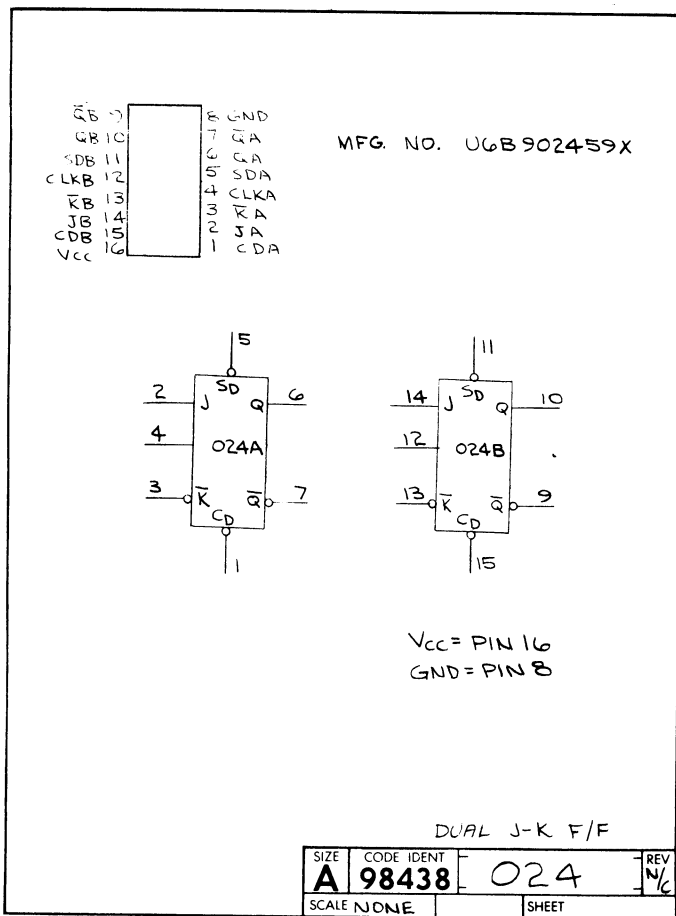 Q̄B 9 8 GND
QB 10 7 Q̄A
SDB 11 6 QA
CLKB 12 5 SDA
K̄B 13 4 CLKA
JB 14 3 K̄A
CDB 15 2 JA
VCC 16 1 CDA
MFG. NO. U6B902459X
5
SD
2 J Q 6
4 024A
3 K̄ Q̄ 7
CD
1
11
SD
14 J Q 10
12 024B
13 K̄ Q̄ 9
CD
15
VCC = PIN 16
GND = PIN 8
DUAL J-K F/F
SIZE A
CODE IDENT 98438
024
REV N/C
SCALE NONE
SHEET